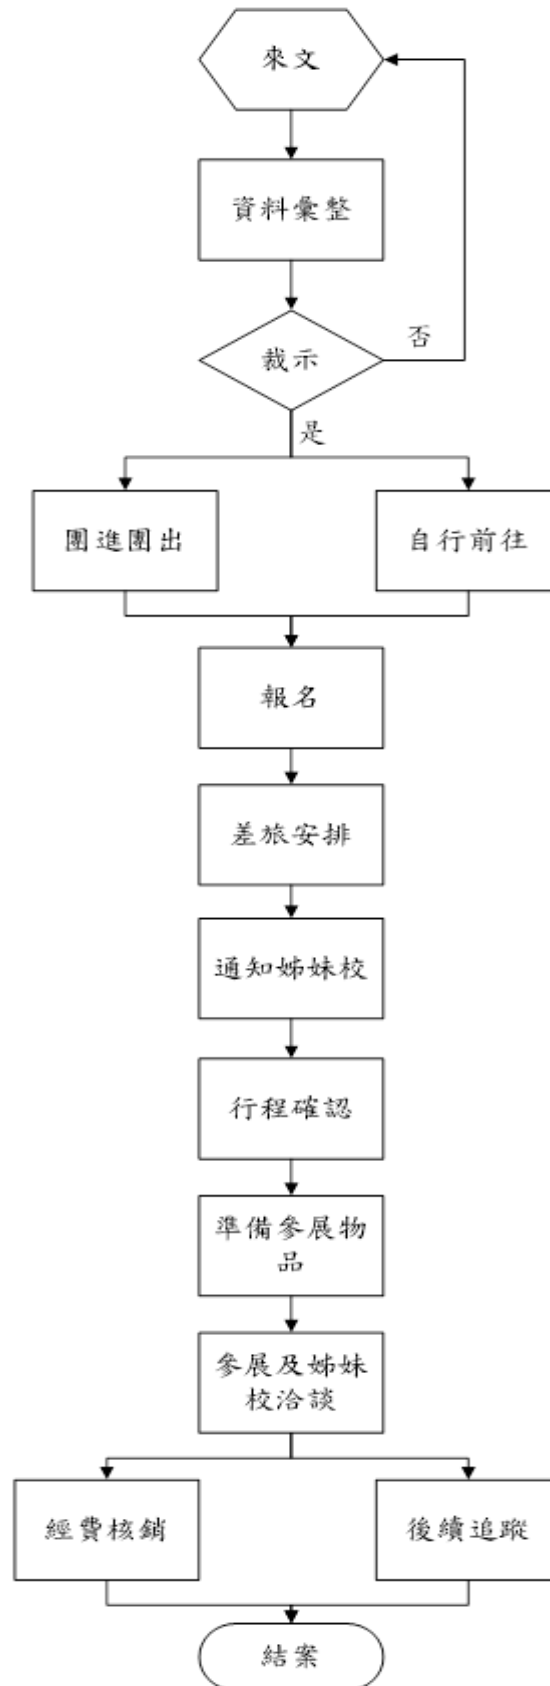 來文
資料彙整
否
裁示
是
團進團出
自行前往
報名
差旅安排
通知姊妹校
行程確認
準備參展物
品
參展及姊妹
校洽談
經費核銷
後續追蹤
結案